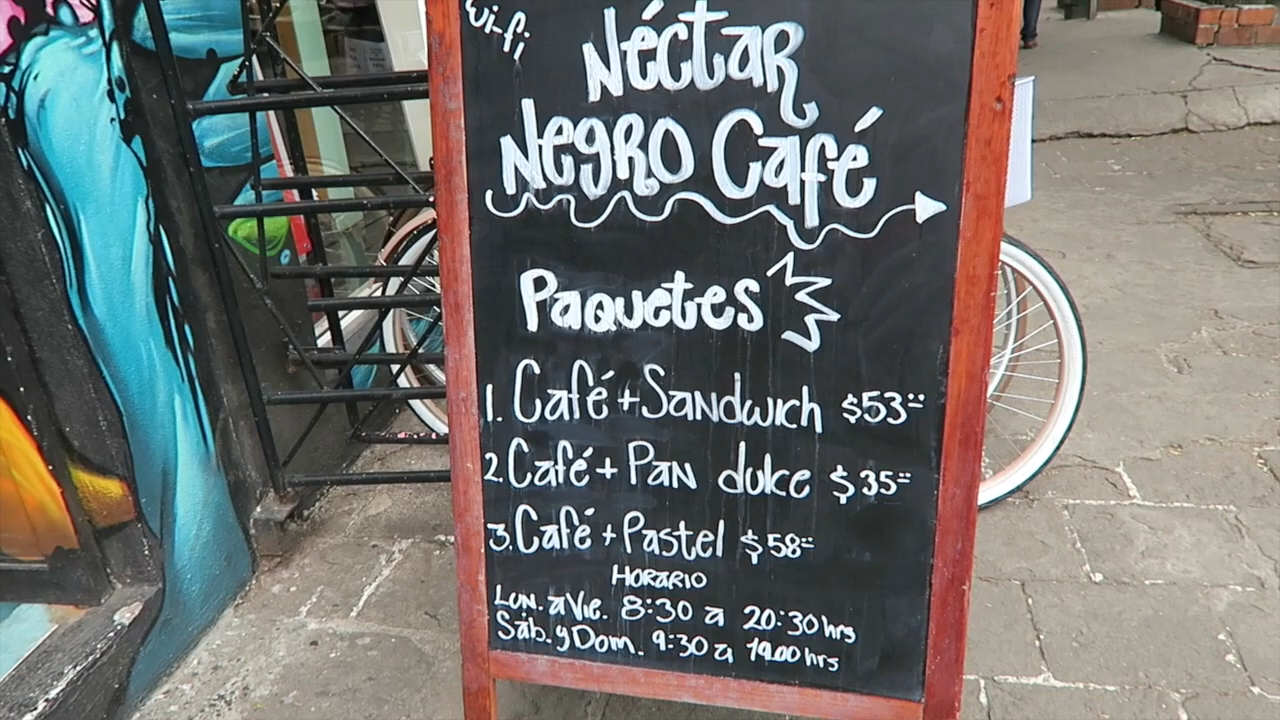 Wi-fi
Néctar
Negro Café
Paquetes
1. Café + Sandwich $53
2. Café + Pan dulce $35
3. Café + Pastel $58
Horario
Lun. a Vie. 8:30 a 20:30 hrs
Sáb. y Dom. 9:30 a 19:00 hrs